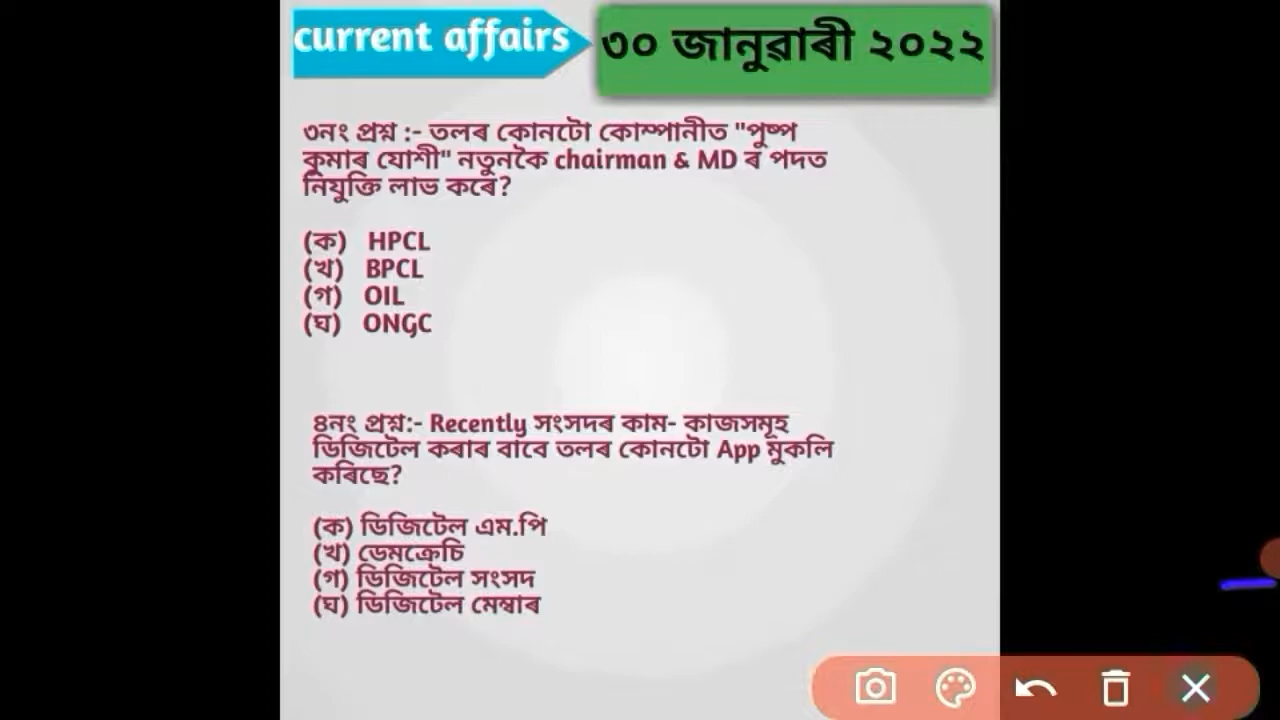 current affairs
৩০ জানুৱাৰী ২০২২
৩নং প্ৰশ্ন :- তলৰ কোনটো কোম্পানীত "পুষ্প
কুমাৰ যোশী" নতুনকৈ chairman & MD ৰ পদত
নিযুক্তি লাভ কৰে?
(ক) HPCL
(খ) BPCL
(গ) OIL
(ঘ) ONGC
৪নং প্ৰশ্ন:- Recently সংসদৰ কাম- কাজসমূহ
ডিজিটেল কৰাৰ বাবে তলৰ কোনটো App মুকলি
কৰিছে?
(ক) ডিজিটেল এম.পি
(খ) ডেমক্ৰেচি
(গ) ডিজিটেল সংসদ
(ঘ) ডিজিটেল মেম্বাৰ